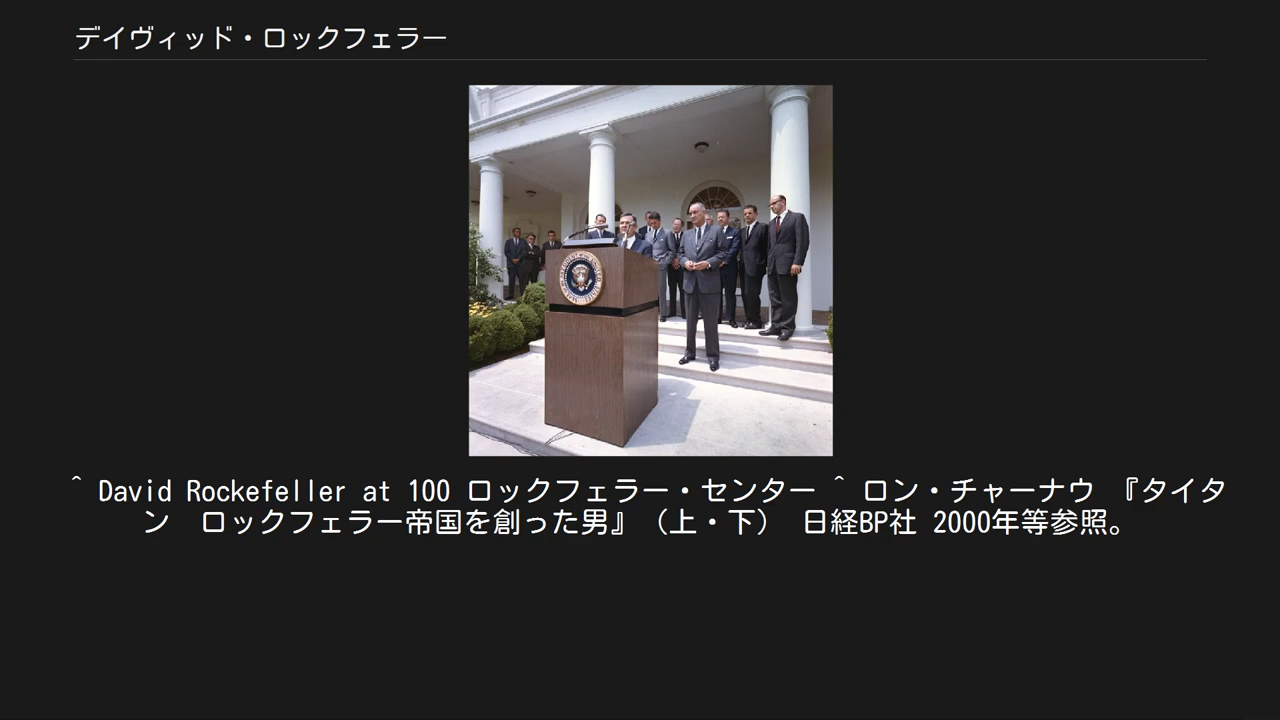 デイヴィッド・ロックフェラー
^ David Rockefeller at 100 ロックフェラー・センター ^ ロン・チャーナウ 『タイタ
ン　ロックフェラー帝国を創った男』（上・下） 日経BP社 2000年等参照。